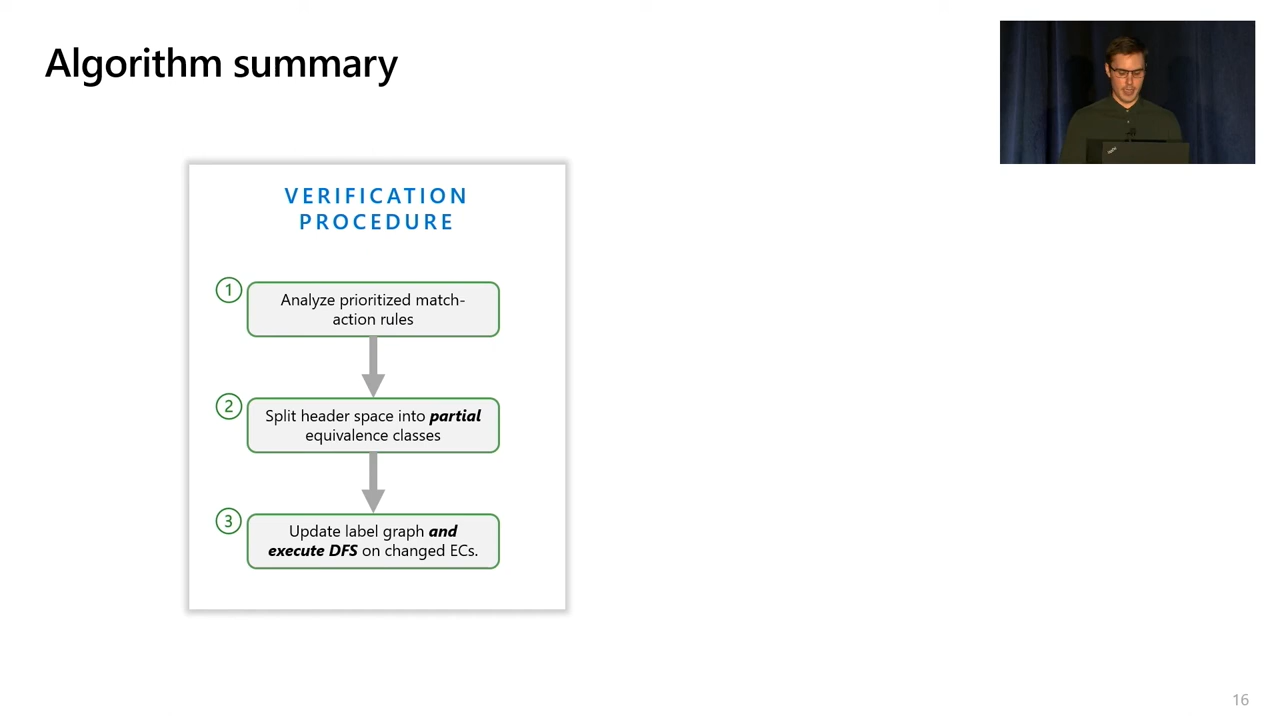 Algorithm summary
VERIFICATION
PROCEDURE
1
Analyze prioritized match-
action rules
2
Split header space into partial
equivalence classes
3
Update label graph and
execute DFS on changed ECs.
16